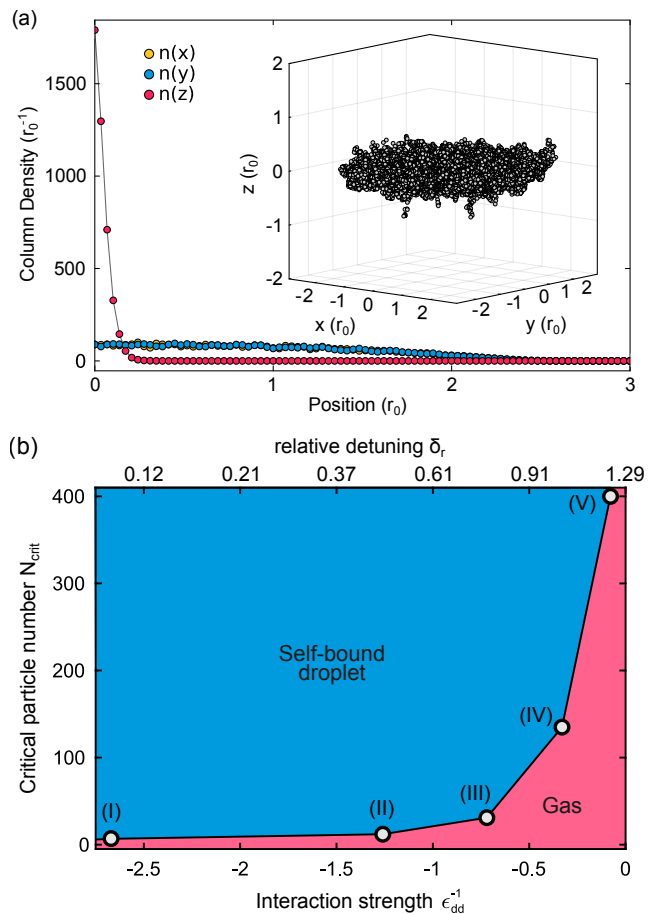 (a)
Column Density (r₀⁻¹)
1500
1000
500
0
n(x)
n(y)
n(z)
z (r₀)
2
1
0
-1
-2
-2 -1 0 1 2
x (r₀)
-2 -1 0 1 2
y (r₀)
0 1 2 3
Position (r₀)
(b)
relative detuning δᵣ
0.12 0.21 0.37 0.61 0.91 1.29
Critical particle number N_crit
400
300
200
100
0
(V)
Self-bound
droplet
(IV)
(I)
(II)
(III)
Gas
-2.5 -2 -1.5 -1 -0.5 0
Interaction strength ϵ_dd⁻¹